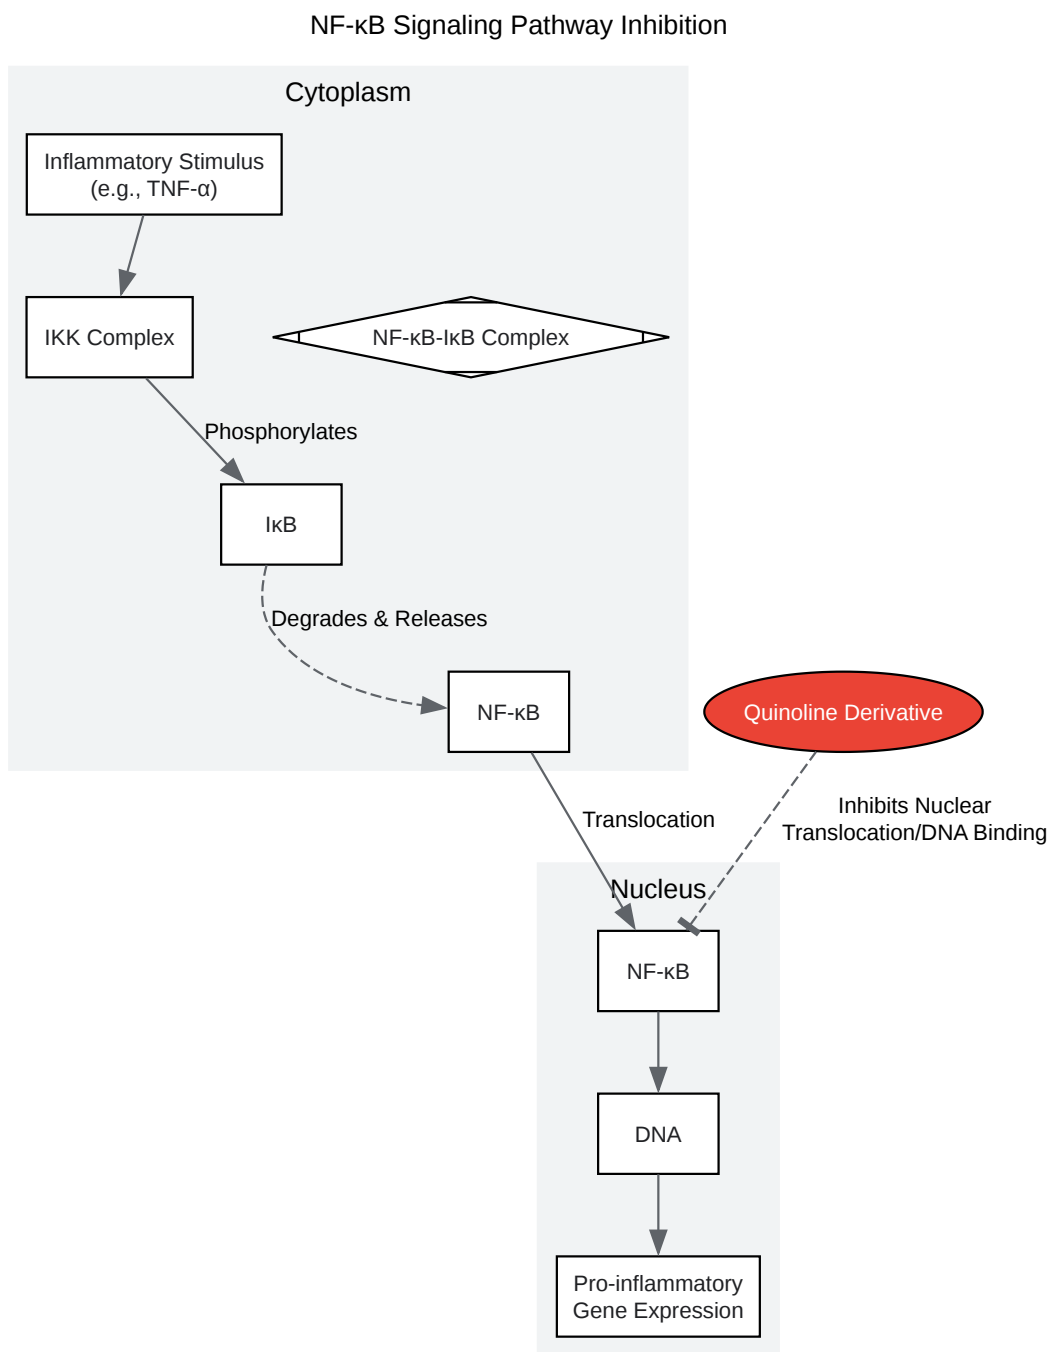 NF-κB Signaling Pathway Inhibition
Cytoplasm
Inflammatory Stimulus
(e.g., TNF-α)
IKK Complex
NF-κB-IκB Complex
Phosphorylates
IκB
Degrades & Releases
NF-κB
Quinoline Derivative
Inhibits Nuclear
Translocation/DNA Binding
Translocation
Nucleus
NF-κB
DNA
Pro-inflammatory
Gene Expression